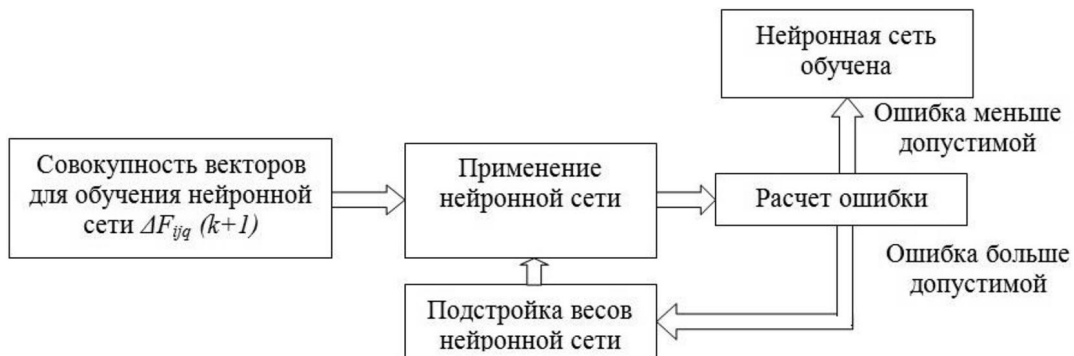 Нейронная сеть
обучена
Ошибка меньше
допустимой
Совокупность векторов
для обучения нейронной
сети ΔF_ijq (k+1)
Применение
нейронной сети
Расчет ошибки
Ошибка больше
допустимой
Подстройка весов
нейронной сети